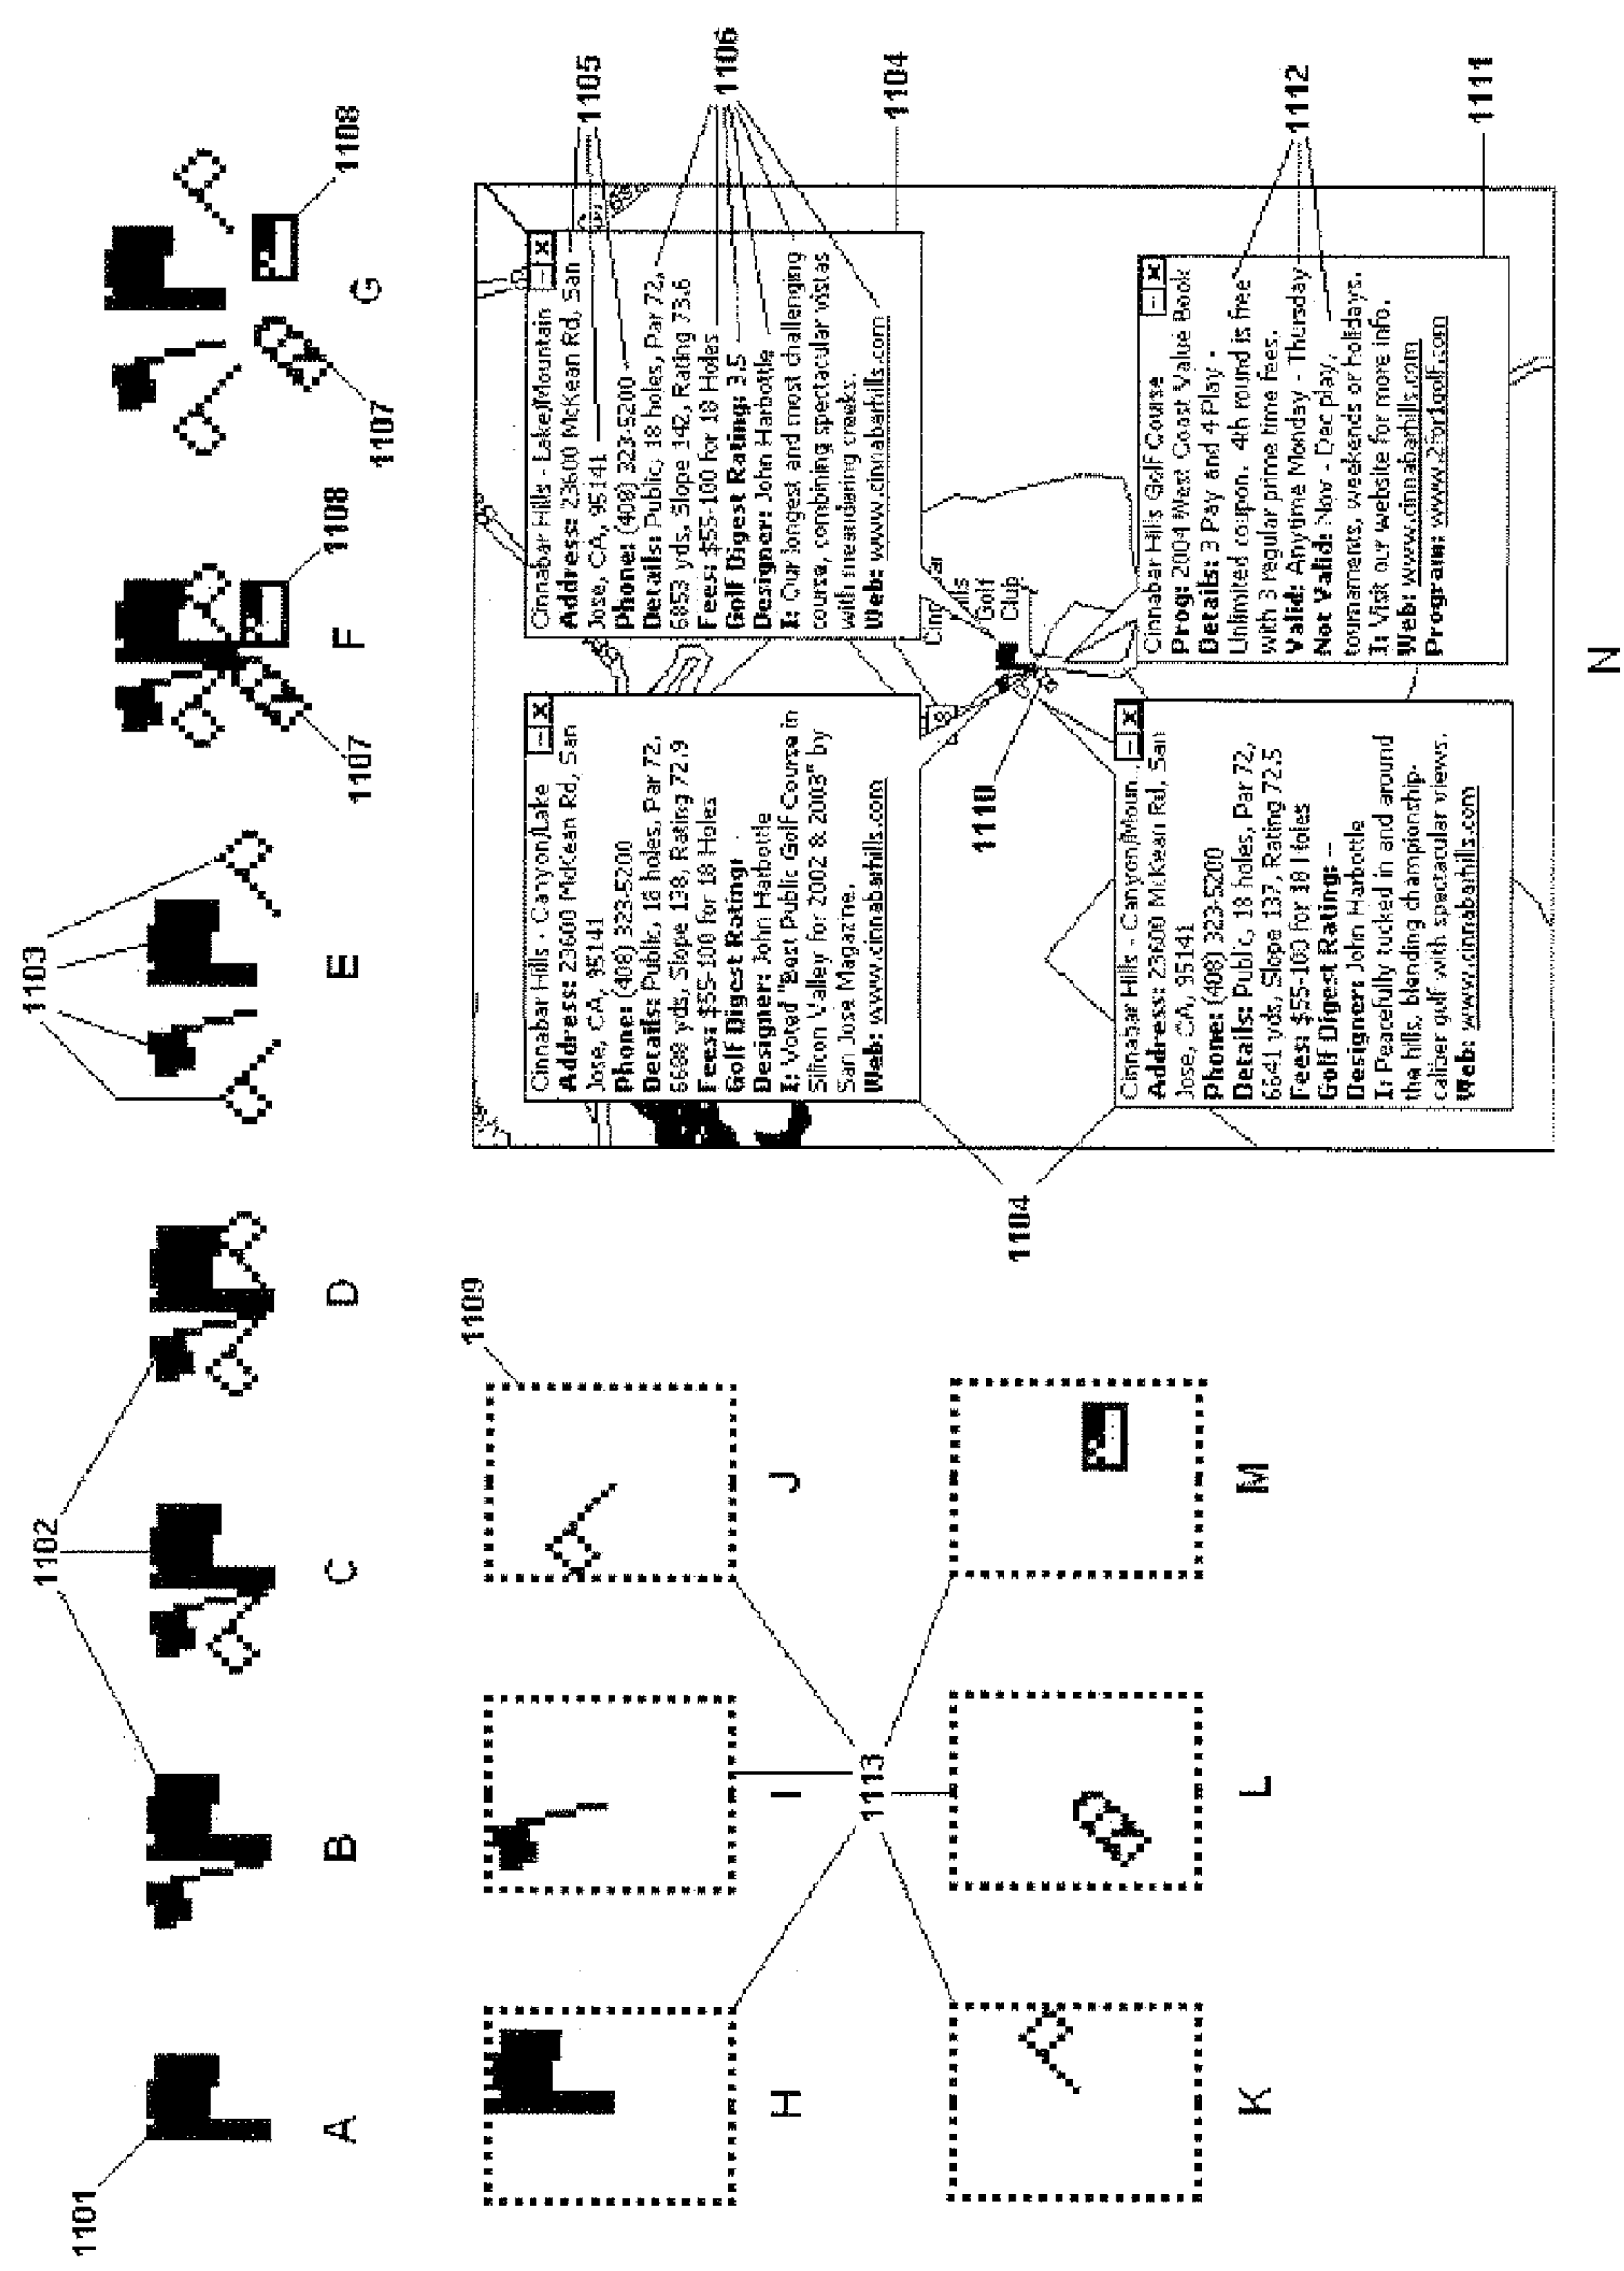 1101
1102
1103
1108
1108
1107
1107
A
B
C
D
E
F
G
1109
H
I
J
1113
K
L
M
1105
1106
1104
Cinnabar Hills - Canyon/Lake
Address: 23600 McKean Rd, San
Jose, CA, 95141
Phone: (408) 323-5200
Details: Public, 18 holes, Par 72,
6688 yds, Slope 138, Rating 72.9
Fees: $55-100 for 18 Holes
Golf Digest Rating:
Designer: John Harbottle
I: Voted "Best Public Golf Course in
Silicon Valley for 2002 & 2003" by
San Jose Magazine.
Web: www.cinnabarhills.com
Cinnabar Hills - Lake/Mountain
Address: 23600 McKean Rd, San
Jose, CA, 95141
Phone: (408) 323-5200
Details: Public, 18 holes, Par 72,
6853 yds, Slope 142, Rating 73.6
Fees: $55-100 for 18 Holes
Golf Digest Rating: 3.5
Designer: John Harbottle
I: Our longest and most challenging
course, combining spectacular vistas
with meandering creeks.
Web: www.cinnabarhills.com
Golf
Club
1110
1104
Cinnabar Hills - Canyon/Moun
Address: 23600 McKean Rd, San
Jose, CA, 95141
Phone: (408) 323-5200
Details: Public, 18 holes, Par 72,
6641 yds, Slope 137, Rating 72.5
Fees: $55-100 for 18 Holes
Golf Digest Rating: --
Designer: John Harbottle
I: Peacefully tucked in and around
the hills, blending championship-
caliber golf with spectacular views.
Web: www.cinnabarhills.com
Cinnabar Hills Golf Course
Prog: 2004 West Coast Value Book
Details: 3 Pay and 4 Play -
Unlimited coupon. 4th round is free
with 3 regular prime time fees.
Valid: Anytime Monday - Thursday
Not Valid: Nov - Dec play,
tournaments, weekends or holidays.
I: Visit our website for more info.
Web: www.cinnabarhills.com
Program: www.2for1golf.com
1112
1111
N